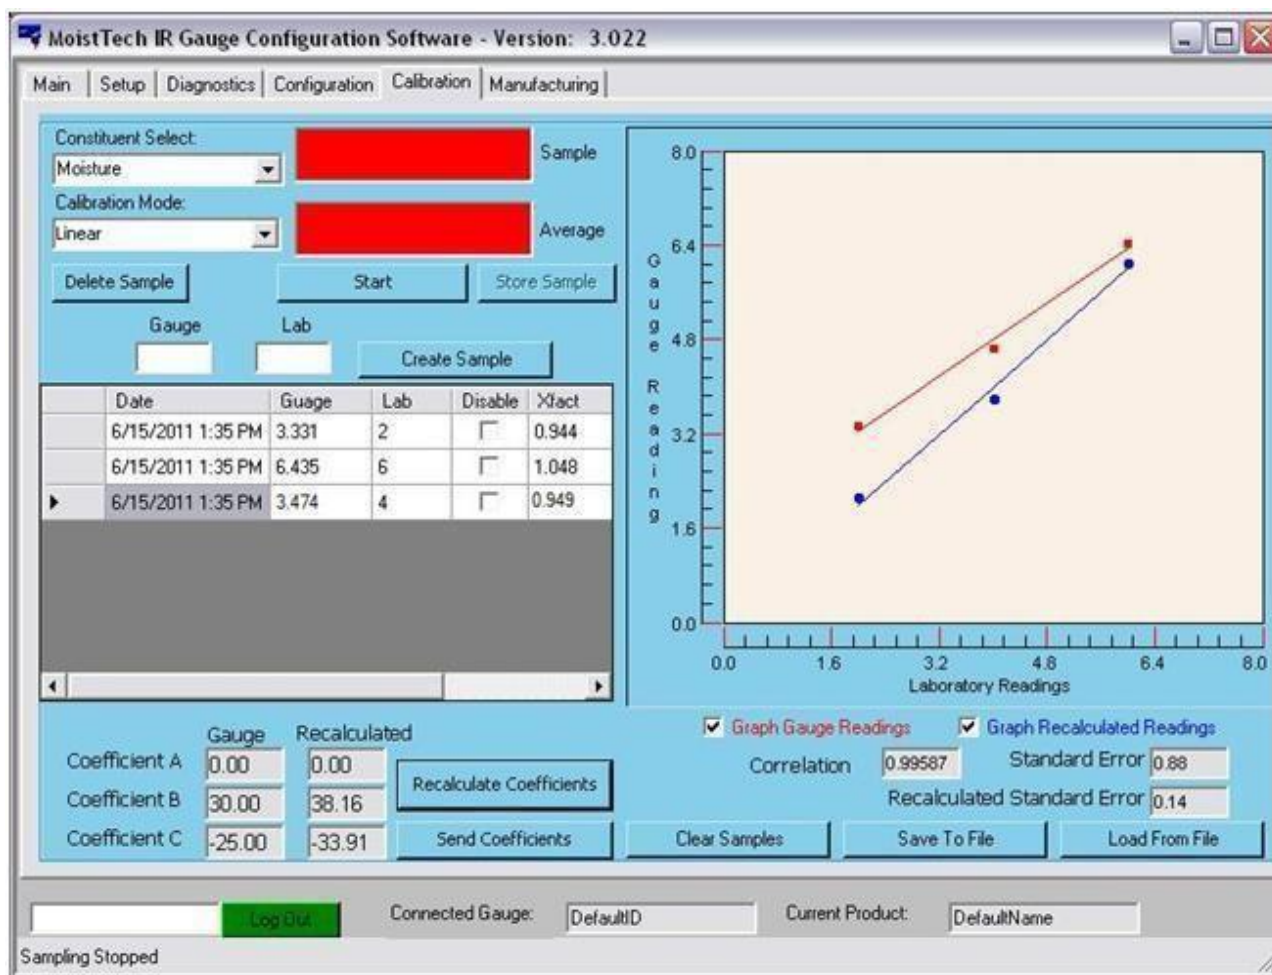 MoistTech IR Gauge Configuration Software - Version: 3.022
Main Setup Diagnostics Configuration Calibration Manufacturing
Constituent Select:
Moisture
Sample
Calibration Mode:
Linear
Average
Delete Sample Start Store Sample
Gauge Lab
Create Sample
Date Guage Lab Disable Xfact
6/15/2011 1:35 PM 3.331 2 0.944
6/15/2011 1:35 PM 6.435 6 1.048
6/15/2011 1:35 PM 3.474 4 0.949
Gauge Recalculated
Coefficient A 0.00 0.00
Coefficient B 30.00 38.16
Coefficient C -25.00 -33.91
Recalculate Coefficients
Send Coefficients
Gauge Reading
8.0
6.4
4.8
3.2
1.6
0.0
0.0 1.6 3.2 4.8 6.4 8.0
Laboratory Readings
Graph Gauge Readings Graph Recalculated Readings
Correlation 0.99587 Standard Error 0.88
Recalculated Standard Error 0.14
Clear Samples Save To File Load From File
Log Out Connected Gauge: DefaultID Current Product: DefaultName
Sampling Stopped